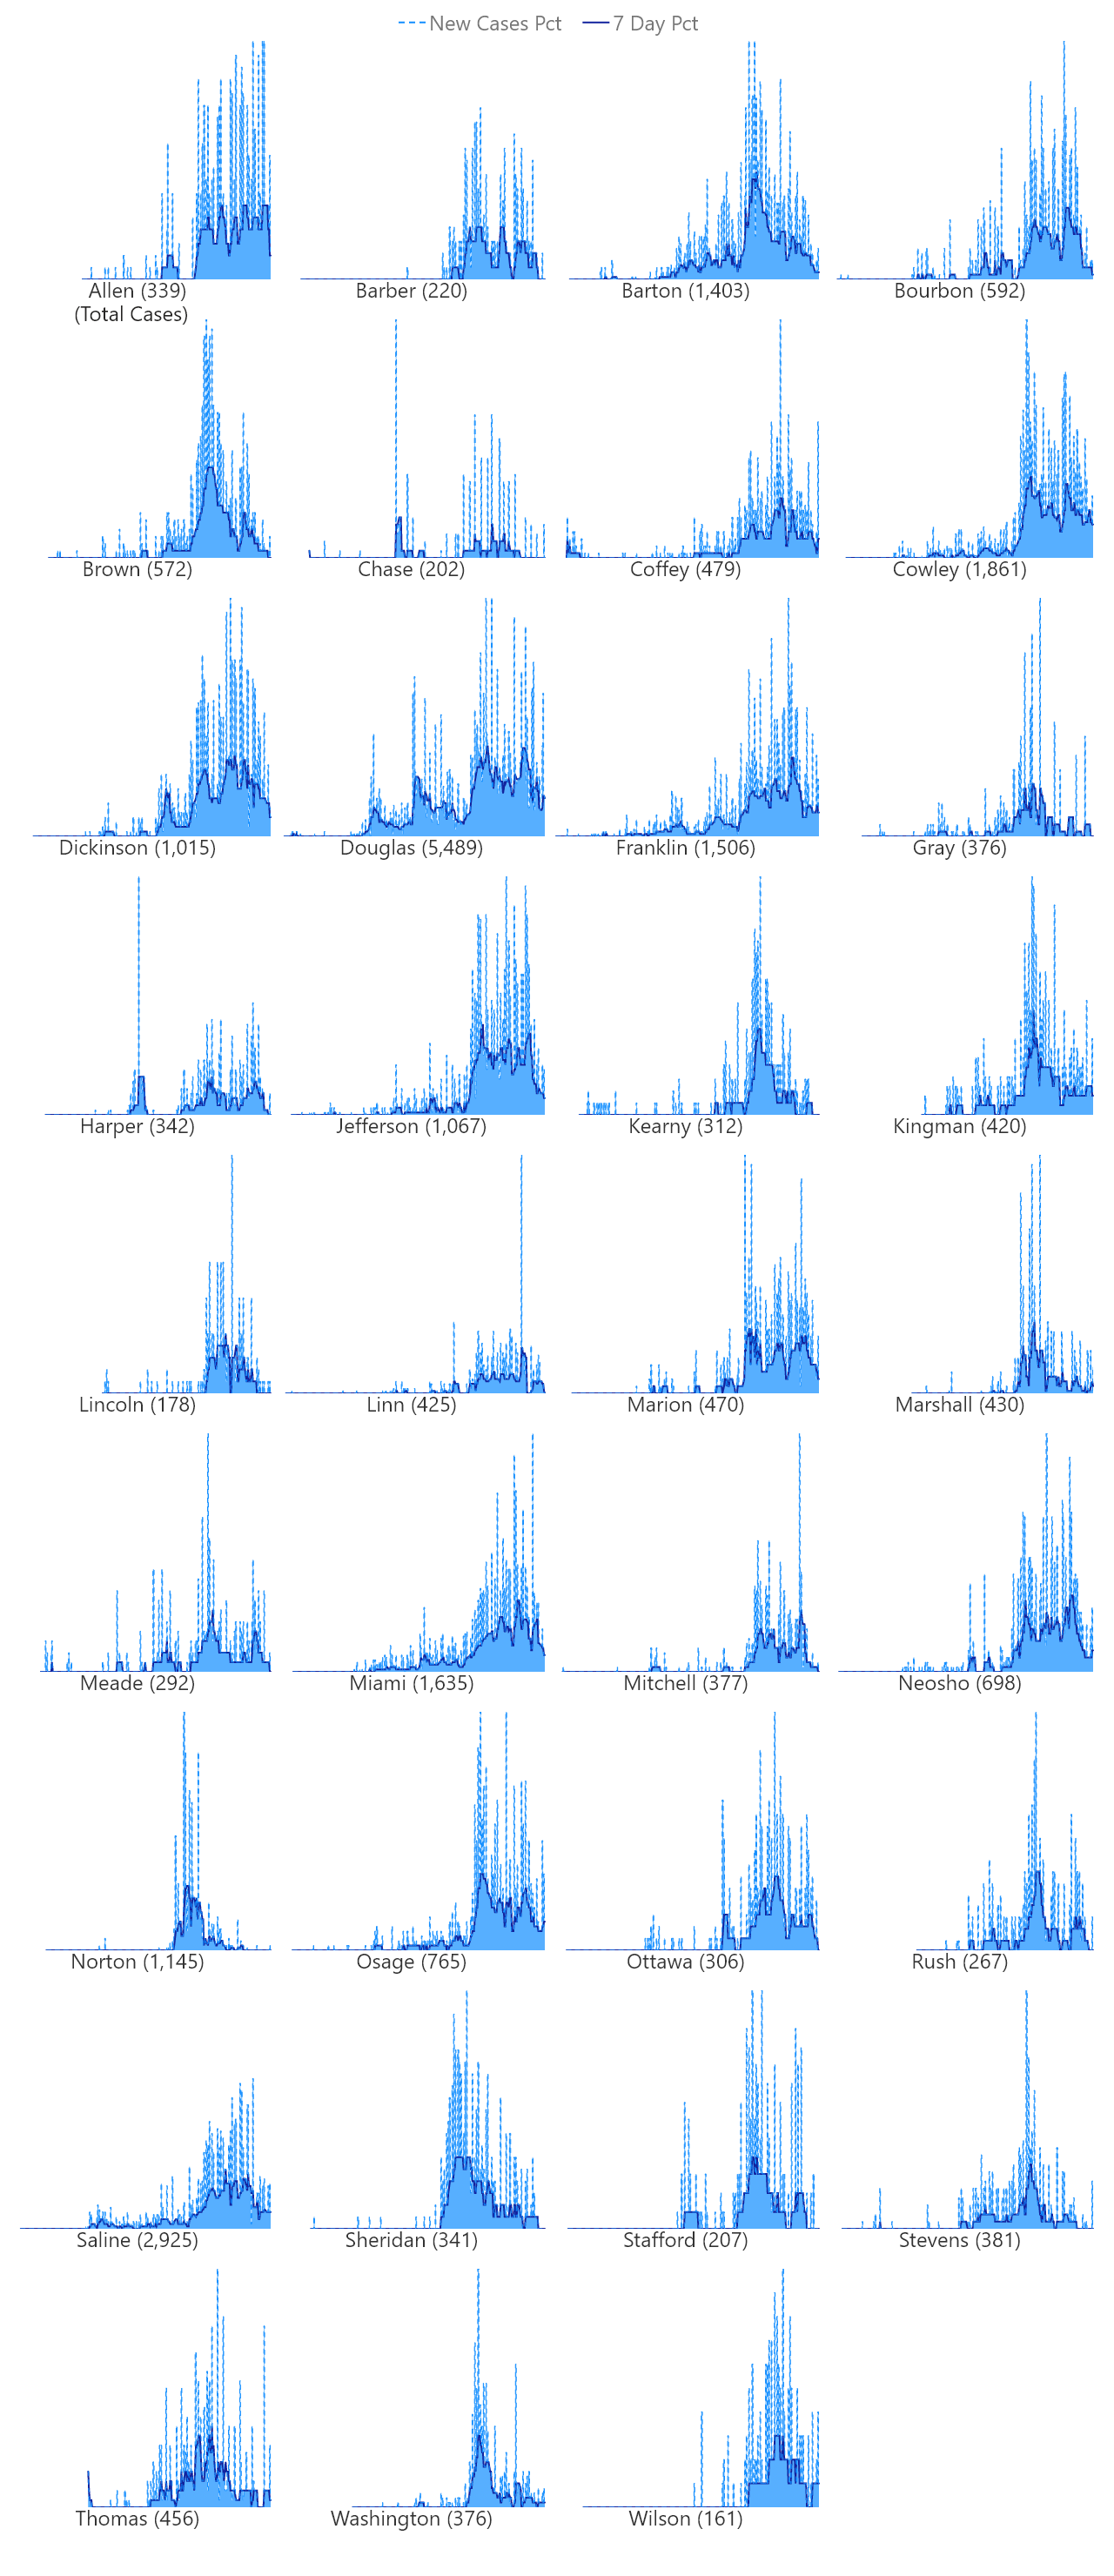 New Cases Pct 7 Day Pct
Allen (339) Barber (220) Barton (1,403) Bourbon (592)
(Total Cases)
Brown (572) Chase (202) Coffey (479) Cowley (1,861)
Dickinson (1,015) Douglas (5,489) Franklin (1,506) Gray (376)
Harper (342) Jefferson (1,067) Kearny (312) Kingman (420)
Lincoln (178) Linn (425) Marion (470) Marshall (430)
Meade (292) Miami (1,635) Mitchell (377) Neosho (698)
Norton (1,145) Osage (765) Ottawa (306) Rush (267)
Saline (2,925) Sheridan (341) Stafford (207) Stevens (381)
Thomas (456) Washington (376) Wilson (161)